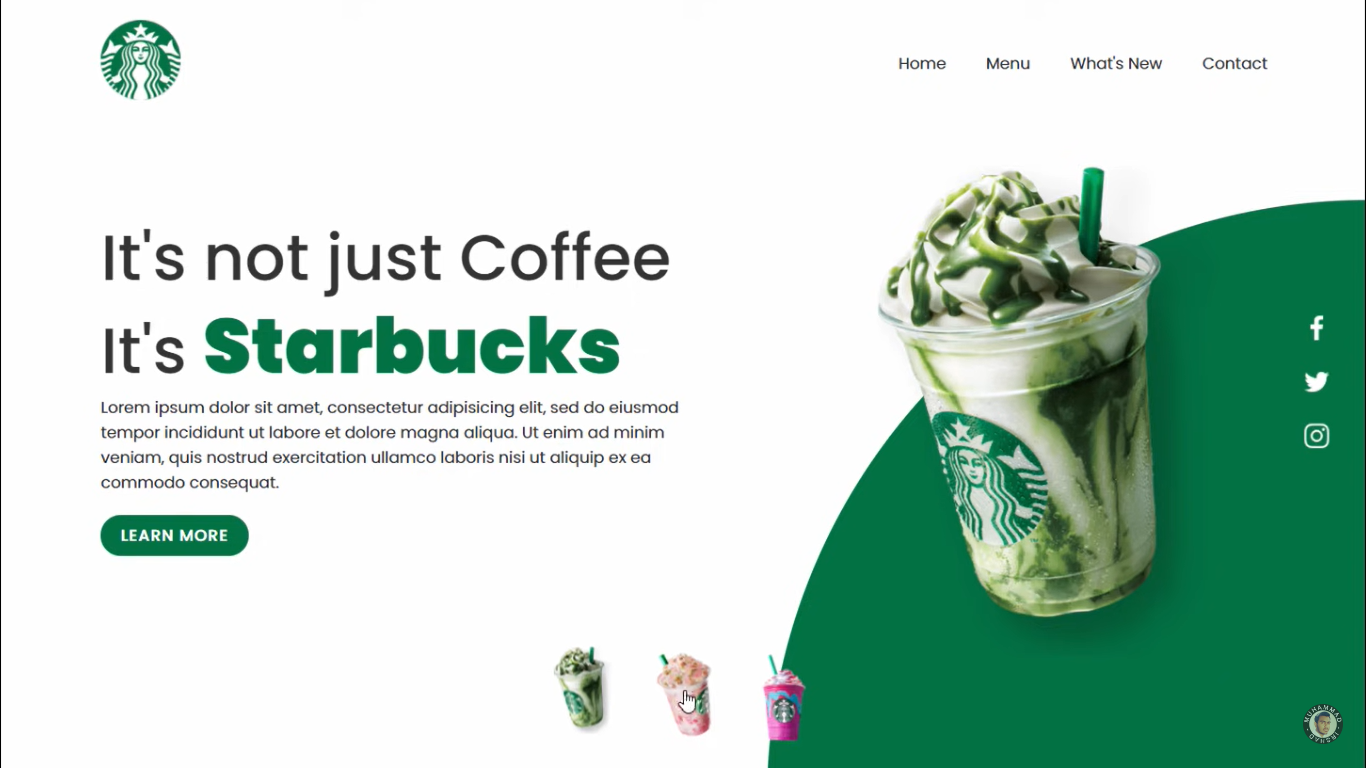 Home
Menu
What's New
Contact
It's not just Coffee
It's Starbucks
Lorem ipsum dolor sit amet, consectetur adipisicing elit, sed do eiusmod
tempor incididunt ut labore et dolore magna aliqua. Ut enim ad minim
veniam, quis nostrud exercitation ullamco laboris nisi ut aliquip ex ea
commodo consequat.
LEARN MORE
MUHAMMAD